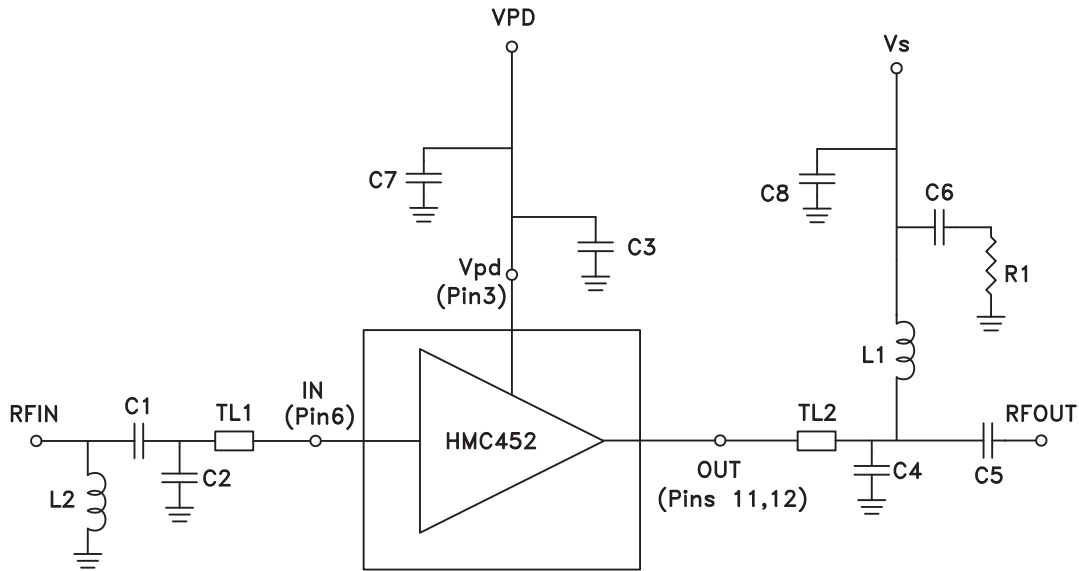 VPD
Vs
C7
C8
C6
C3
Vpd
(Pin3)
R1
L1
RFIN
C1
TL1
IN
(Pin6)
HMC452
TL2
RFOUT
L2
C2
OUT
(Pins 11,12)
C4
C5